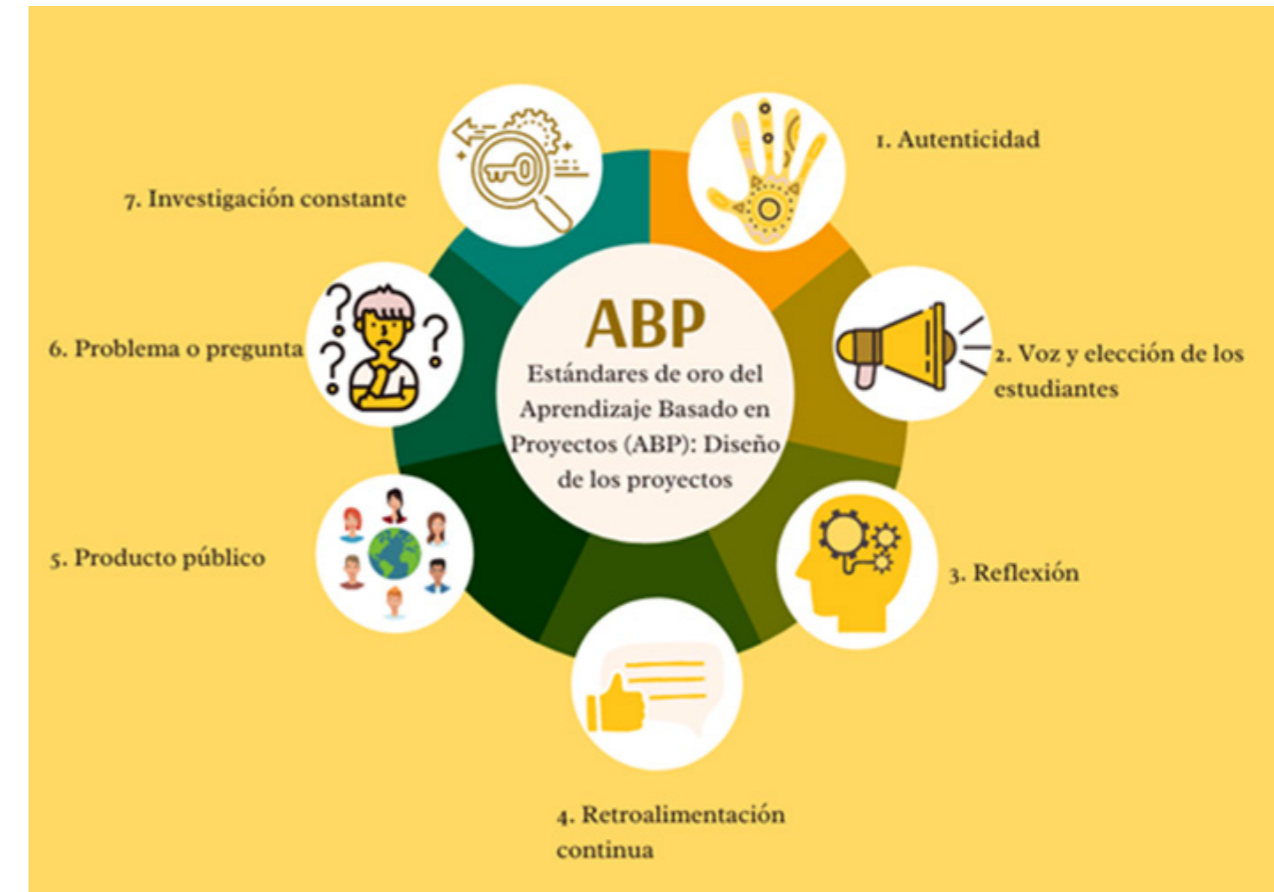 ABP
Estándares de oro del
Aprendizaje Basado en
Proyectos (ABP): Diseño
de los proyectos
1. Autenticidad
2. Voz y elección de los
estudiantes
3. Reflexión
4. Retroalimentación
continua
5. Producto público
6. Problema o pregunta
7. Investigación constante